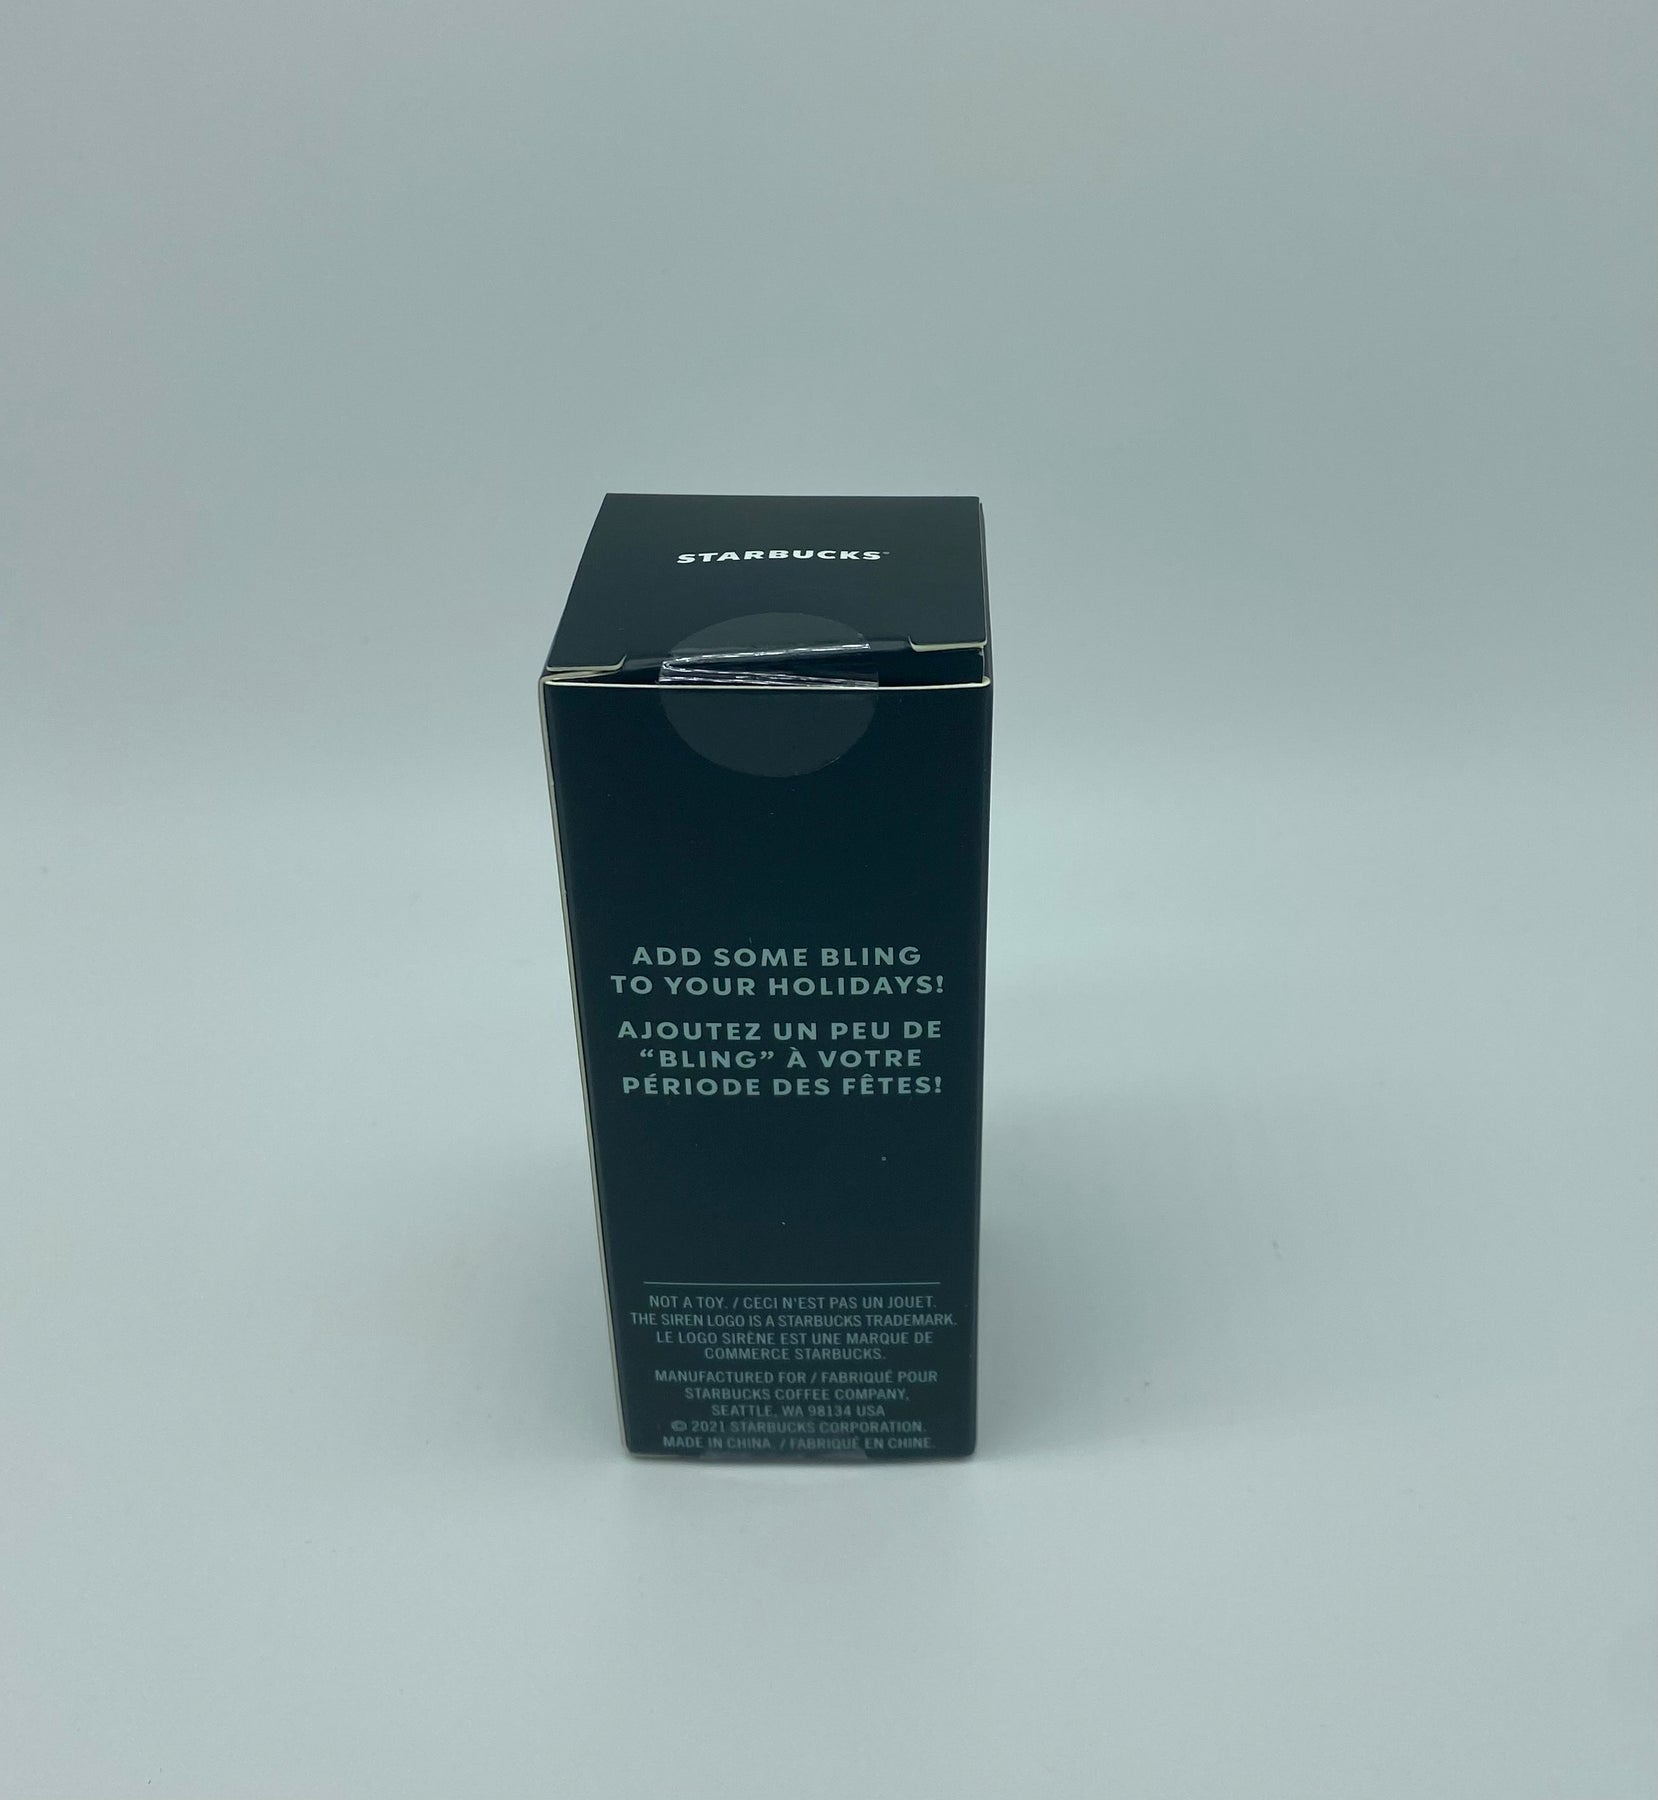 STARBUCKS
ADD SOME BLING
TO YOUR HOLIDAYS!
AJOUTEZ UN PEU DE
“BLING” À VOTRE
PÉRIODE DES FÊTES!
NOT A TOY. / CECI N'EST PAS UN JOUET.
THE SIREN LOGO IS A STARBUCKS TRADEMARK.
LE LOGO SIRÈNE EST UNE MARQUE DE
COMMERCE STARBUCKS.
MANUFACTURED FOR / FABRIQUÉ POUR
STARBUCKS COFFEE COMPANY,
SEATTLE, WA 98134 USA
© 2021 STARBUCKS CORPORATION.
MADE IN CHINA. / FABRIQUÉ EN CHINE.